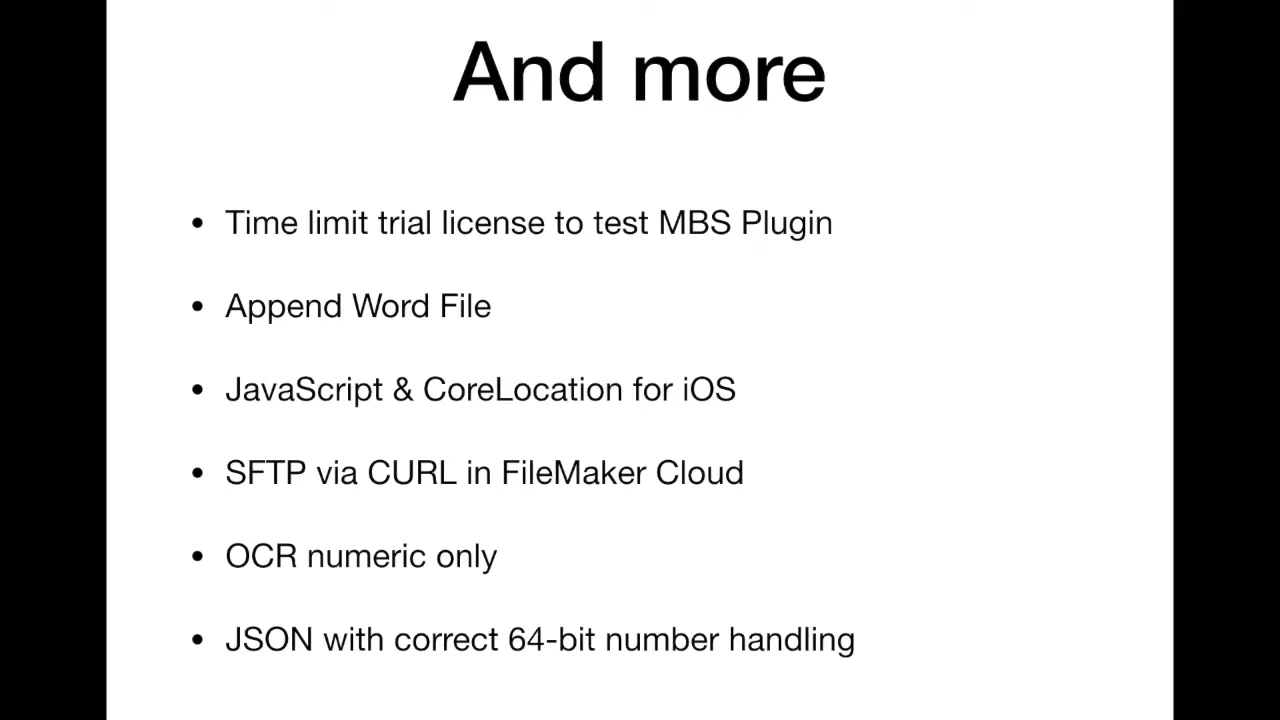 And more
• Time limit trial license to test MBS Plugin
• Append Word File
• JavaScript & CoreLocation for iOS
• SFTP via CURL in FileMaker Cloud
• OCR numeric only
• JSON with correct 64-bit number handling